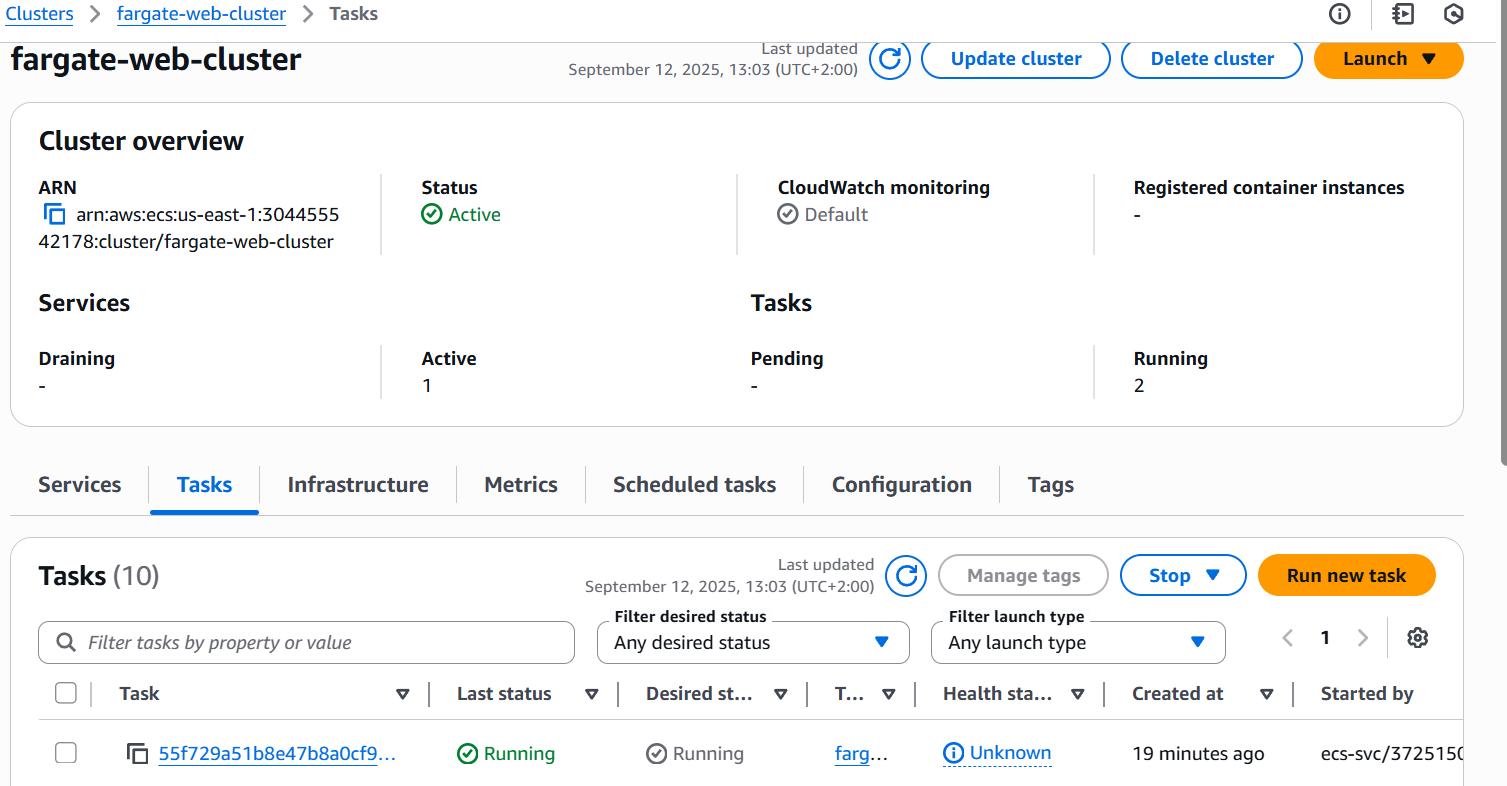 Clusters > fargate-web-cluster > Tasks
fargate-web-cluster
Last updated
September 12, 2025, 13:03 (UTC+2:00)
Update cluster
Delete cluster
Launch
Cluster overview
ARN
arn:aws:ecs:us-east-1:3044555
42178:cluster/fargate-web-cluster
Status
Active
CloudWatch monitoring
Default
Registered container instances
-
Services
Draining
-
Active
1
Tasks
Pending
-
Running
2
Services Tasks Infrastructure Metrics Scheduled tasks Configuration Tags
Tasks (10)
Last updated
September 12, 2025, 13:03 (UTC+2:00)
Manage tags
Stop
Run new task
Filter tasks by property or value
Filter desired status
Any desired status
Filter launch type
Any launch type
1
Task Last status Desired st... T... Health sta... Created at Started by
55f729a51b8e47b8a0cf9... Running Running farg... Unknown 19 minutes ago ecs-svc/3725150